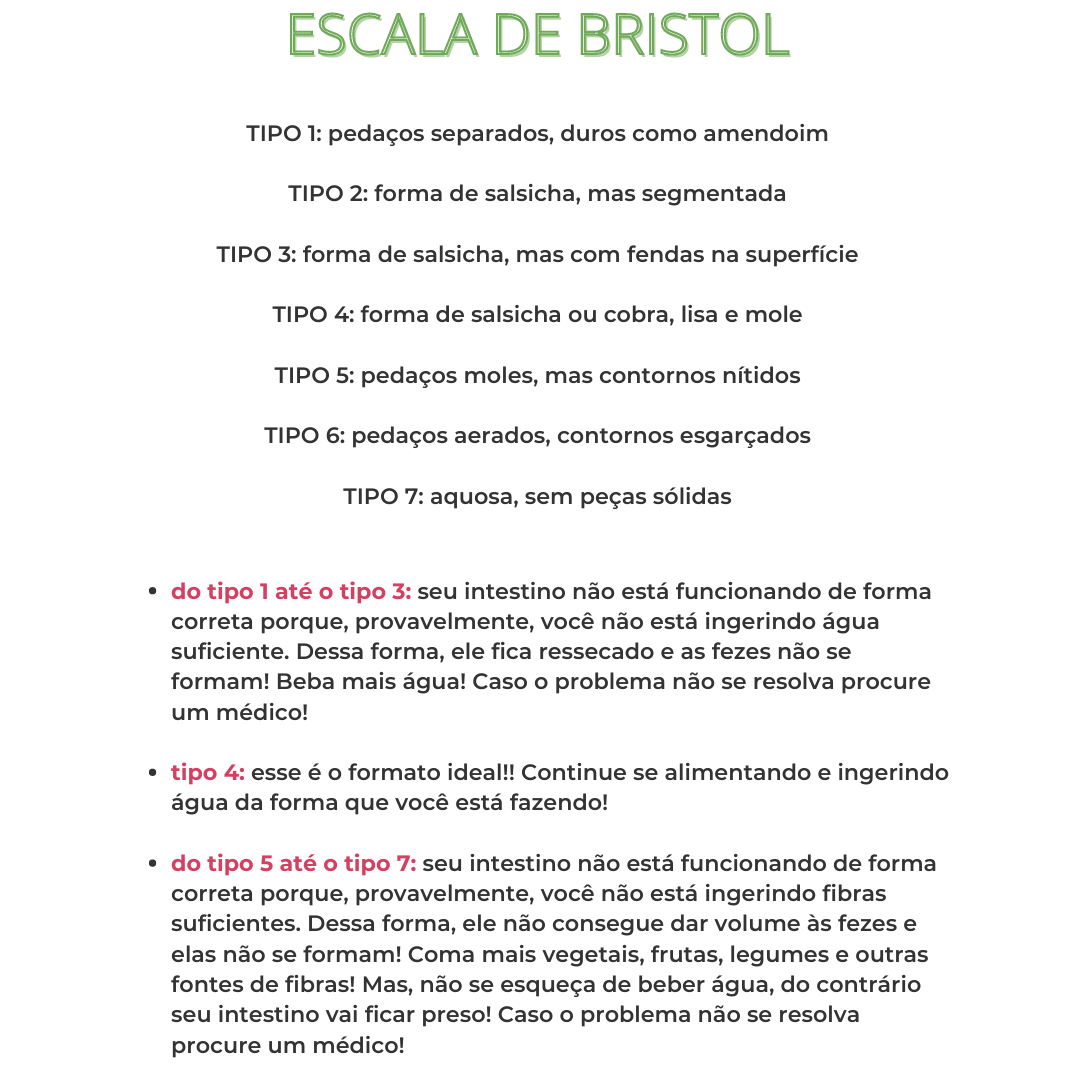 ESCALA DE BRISTOL
TIPO 1: pedaços separados, duros como amendoim
TIPO 2: forma de salsicha, mas segmentada
TIPO 3: forma de salsicha, mas com fendas na superfície
TIPO 4: forma de salsicha ou cobra, lisa e mole
TIPO 5: pedaços moles, mas contornos nítidos
TIPO 6: pedaços aerados, contornos esgarçados
TIPO 7: aquosa, sem peças sólidas
• do tipo 1 até o tipo 3: seu intestino não está funcionando de forma
correta porque, provavelmente, você não está ingerindo água
suficiente. Dessa forma, ele fica ressecado e as fezes não se
formam! Beba mais água! Caso o problema não se resolva procure
um médico!
• tipo 4: esse é o formato ideal!! Continue se alimentando e ingerindo
água da forma que você está fazendo!
• do tipo 5 até o tipo 7: seu intestino não está funcionando de forma
correta porque, provavelmente, você não está ingerindo fibras
suficientes. Dessa forma, ele não consegue dar volume às fezes e
elas não se formam! Coma mais vegetais, frutas, legumes e outras
fontes de fibras! Mas, não se esqueça de beber água, do contrário
seu intestino vai ficar preso! Caso o problema não se resolva
procure um médico!